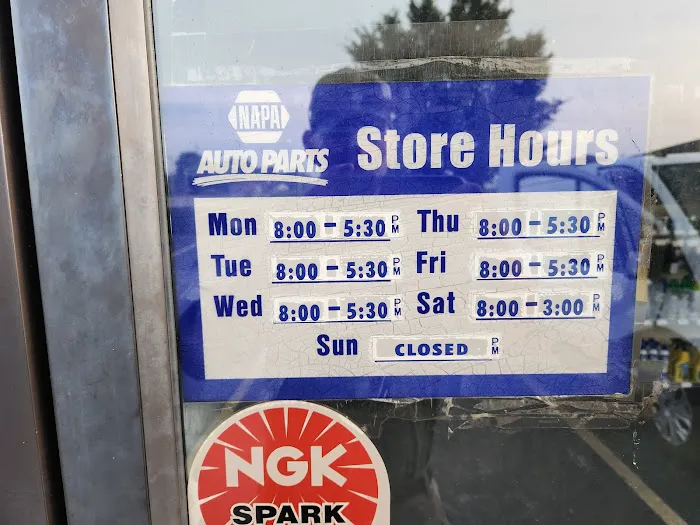 NAPA
AUTO PARTS
Store Hours
Mon 8:00 - 5:30 PM Thu 8:00 - 5:30 PM
Tue 8:00 - 5:30 PM Fri 8:00 - 5:30 PM
Wed 8:00 - 5:30 PM Sat 8:00 - 3:00 PM
Sun CLOSED PM
NGK
SPARK